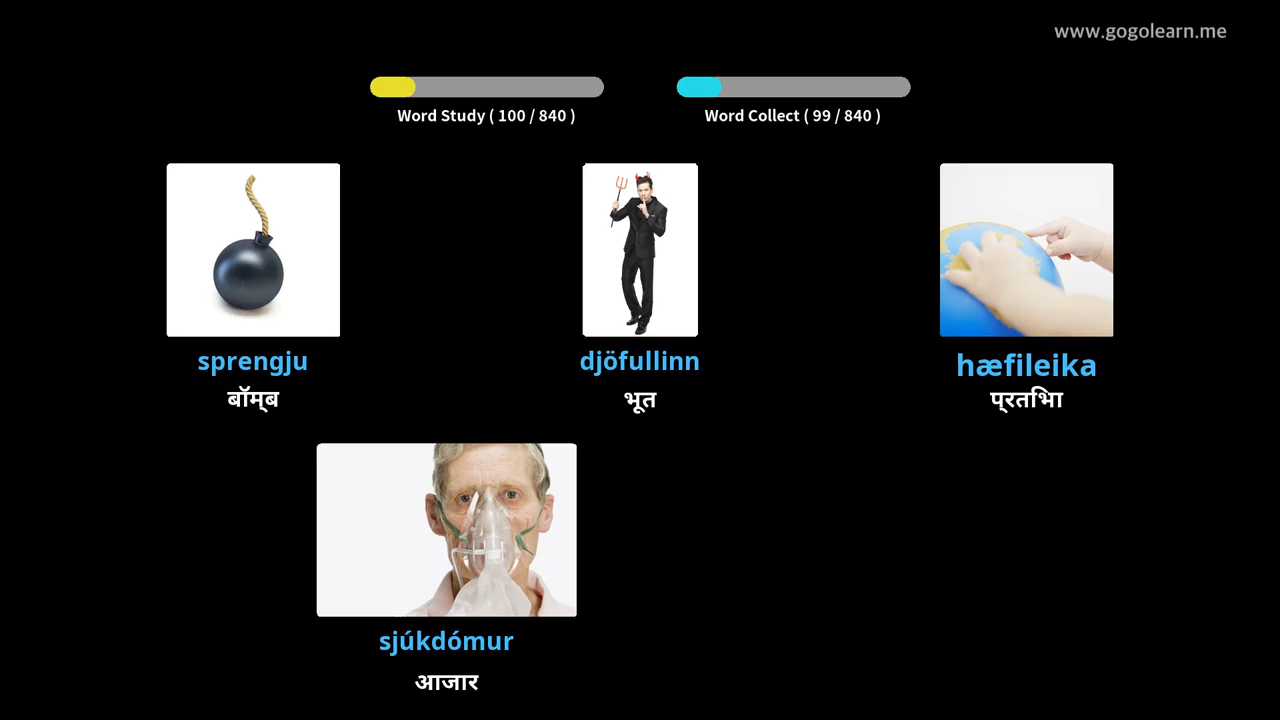 www.gogolearn.me
Word Study ( 100 / 840 )
Word Collect ( 99 / 840 )
sprengju
djöfullinn
hæfileika
बॉम्ब
भूत
प्रतिभा
sjúkdómur
आजार